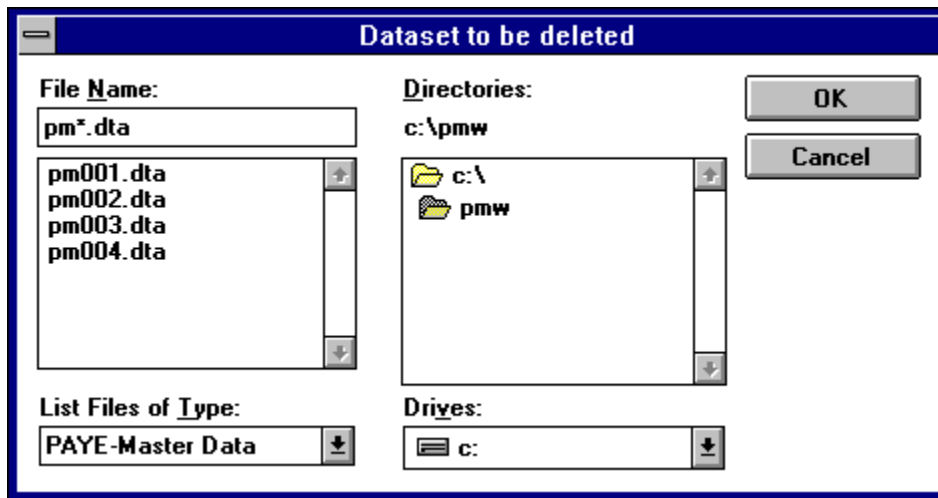 Dataset to be deleted
File Name:
pm*.dta
pm001.dta
pm002.dta
pm003.dta
pm004.dta
List Files of Type:
PAYE-Master Data
Directories:
c:\pmw
c:\
pmw
Drives:
c:
OK
Cancel